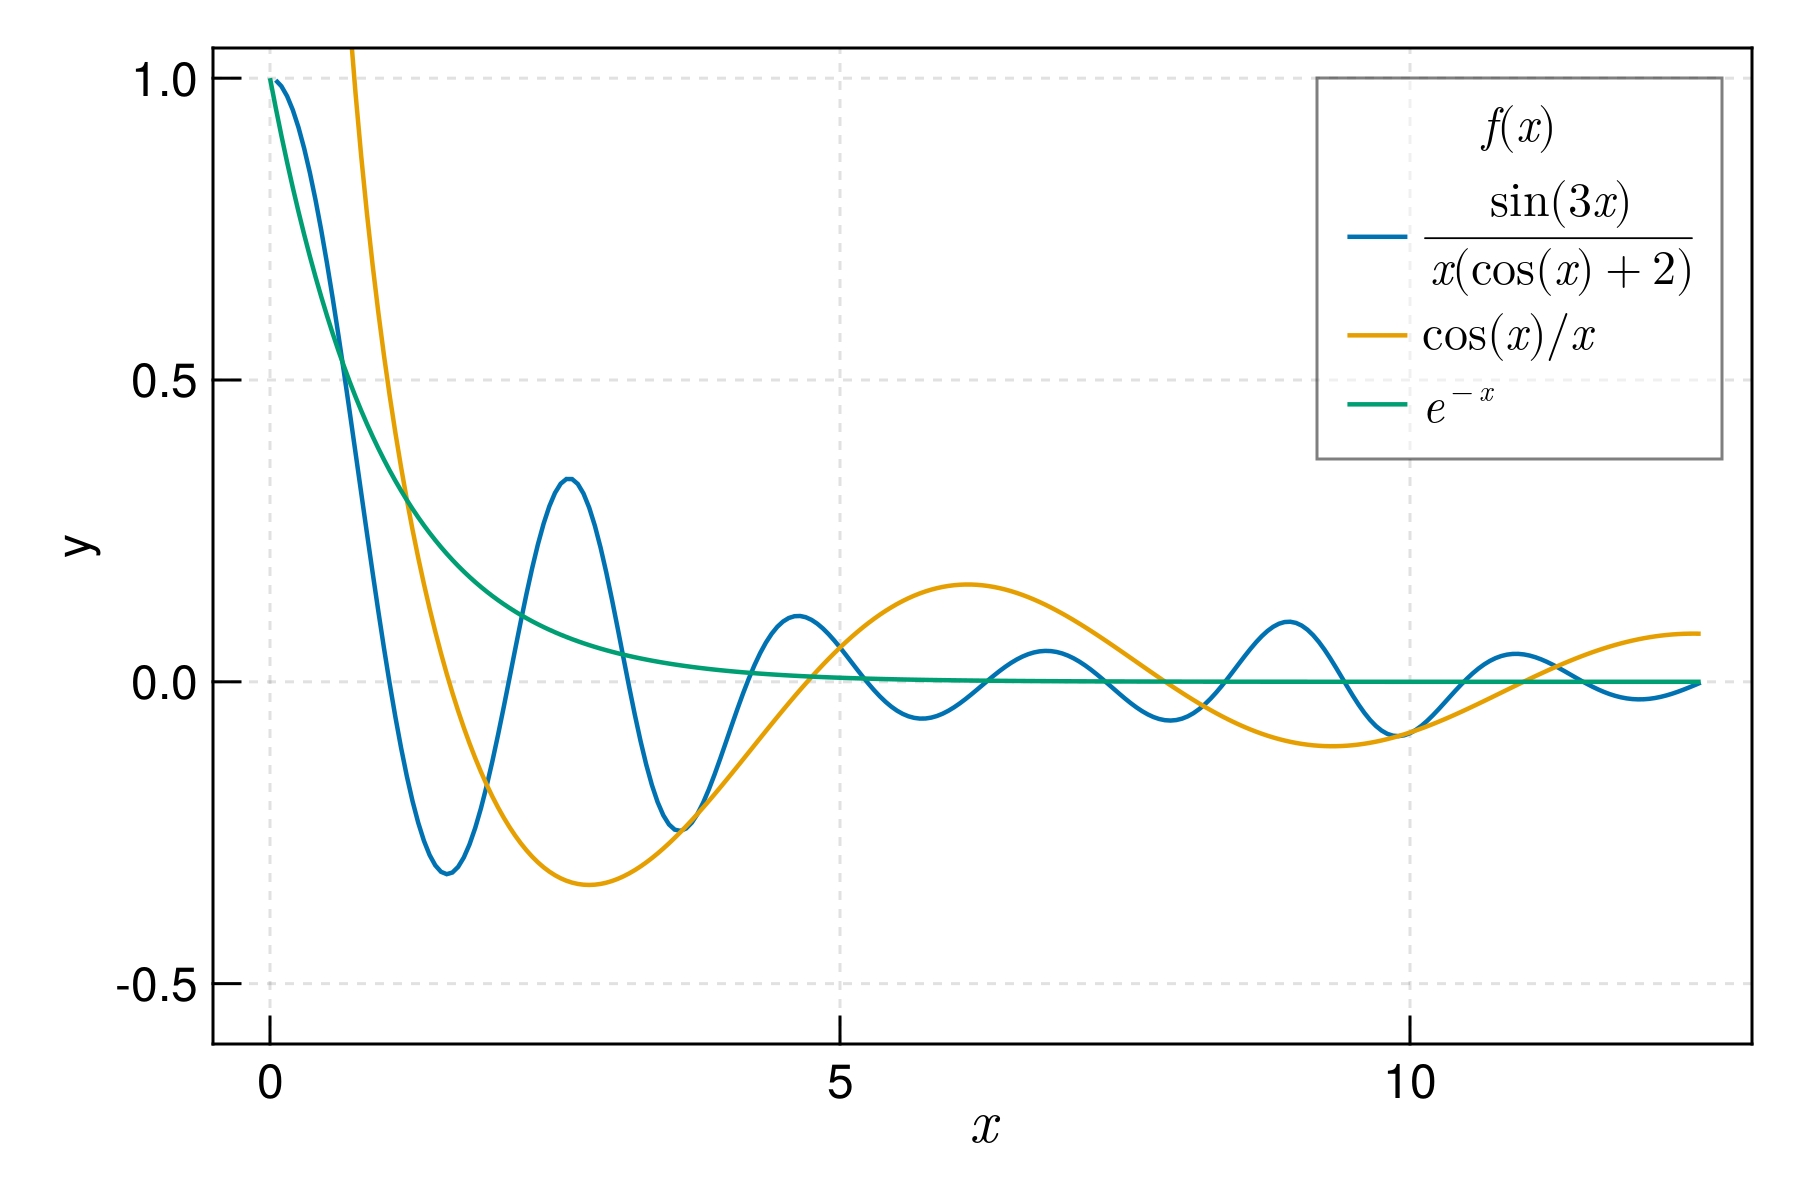 1.0
0.5
0.0
-0.5
y
0 5 10
x
f(x)
sin(3x)
x(cos(x) + 2)
cos(x)/x
e^{-x}